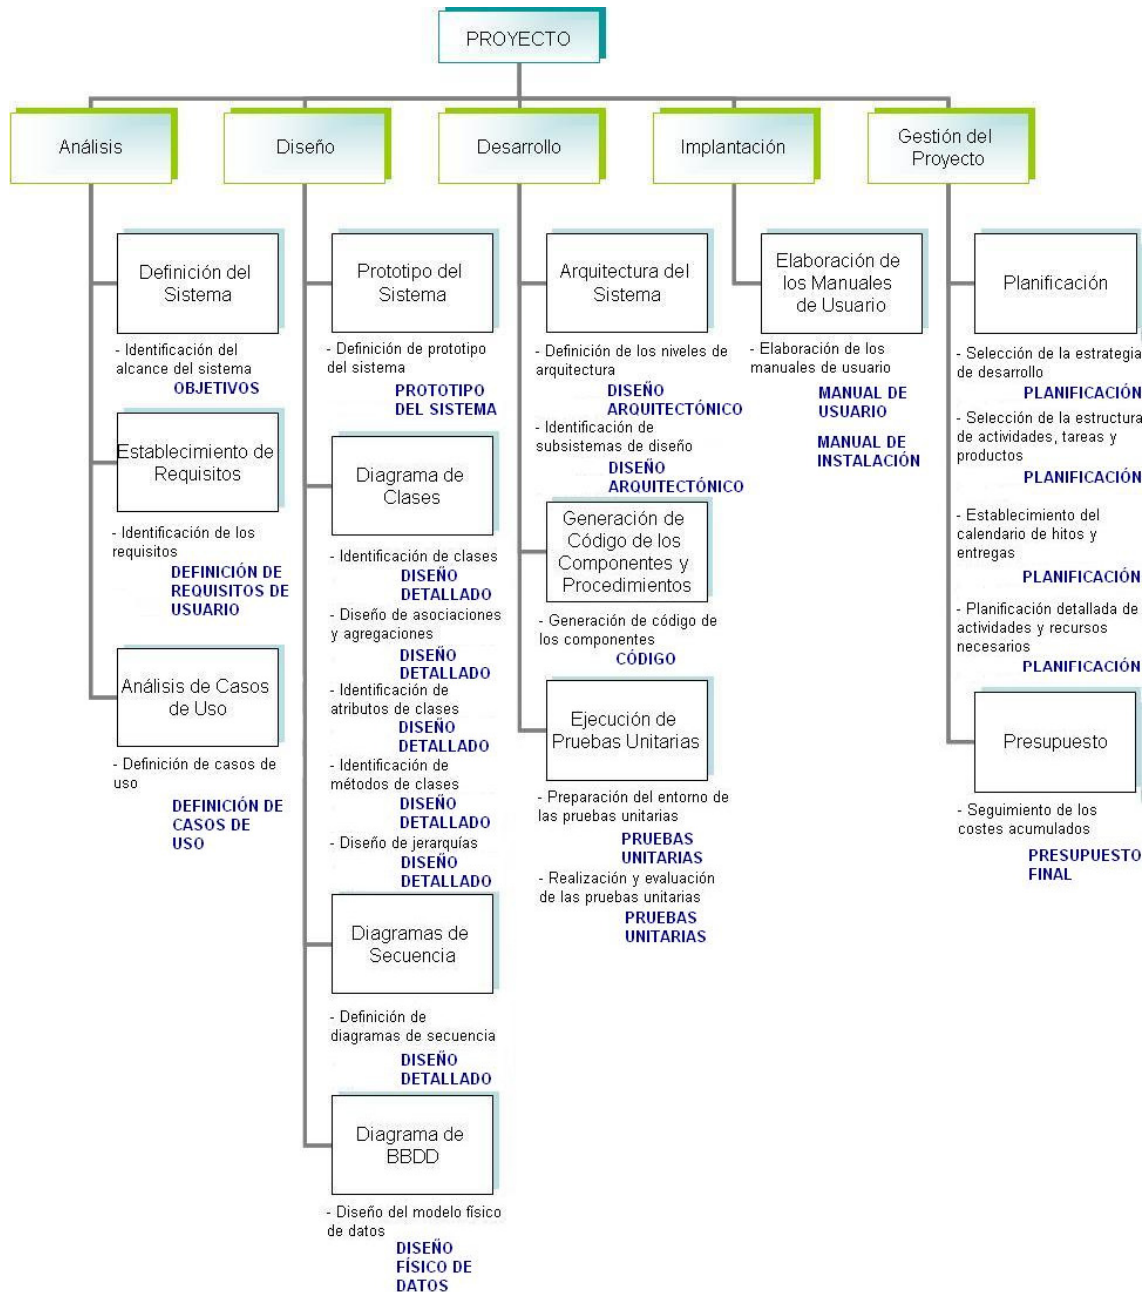 PROYECTO
Análisis
Diseño
Desarrollo
Implantación
Gestión del
Proyecto
Definición del
Sistema
- Identificación del
alcance del sistema
OBJETIVOS
Establecimiento de
Requisitos
- Identificación de los
requisitos
DEFINICIÓN DE
REQUISITOS DE
USUARIO
Análisis de Casos
de Uso
- Definición de casos de
uso
DEFINICIÓN DE
CASOS DE
USO
Prototipo del
Sistema
- Definición de prototipo
del sistema
PROTOTIPO
DEL SISTEMA
Diagrama de
Clases
- Identificación de clases
DISEÑO
DETALLADO
- Diseño de asociaciones
y agregaciones
DISEÑO
DETALLADO
- Identificación de
atributos de clases
DISEÑO
DETALLADO
- Identificación de
métodos de clases
DISEÑO
DETALLADO
- Diseño de jerarquías
DISEÑO
DETALLADO
Diagramas de
Secuencia
- Definición de
diagramas de secuencia
DISEÑO
DETALLADO
Diagrama de
BBDD
- Diseño del modelo físico
de datos
DISEÑO
FÍSICO DE
DATOS
Arquitectura del
Sistema
- Definición de los niveles de
arquitectura
DISEÑO
ARQUITECTÓNICO
- Identificación de
subsistemas de diseño
DISEÑO
ARQUITECTÓNICO
Generación de
Código de los
Componentes y
Procedimientos
- Generación de código de
los componentes
CÓDIGO
Ejecución de
Pruebas Unitarias
- Preparación del entorno de
las pruebas unitarias
PRUEBAS
UNITARIAS
- Realización y evaluación
de las pruebas unitarias
PRUEBAS
UNITARIAS
Elaboración de
los Manuales
de Usuario
- Elaboración de los
manuales de usuario
MANUAL DE
USUARIO
MANUAL DE
INSTALACIÓN
Planificación
- Selección de la estrategia
de desarrollo
PLANIFICACIÓN
- Selección de la estructura
de actividades, tareas y
productos
PLANIFICACIÓN
- Establecimiento del
calendario de hitos y
entregas
PLANIFICACIÓN
- Planificación detallada de
actividades y recursos
necesarios
PLANIFICACIÓN
Presupuesto
- Seguimiento de los
costes acumulados
PRESUPUESTO
FINAL